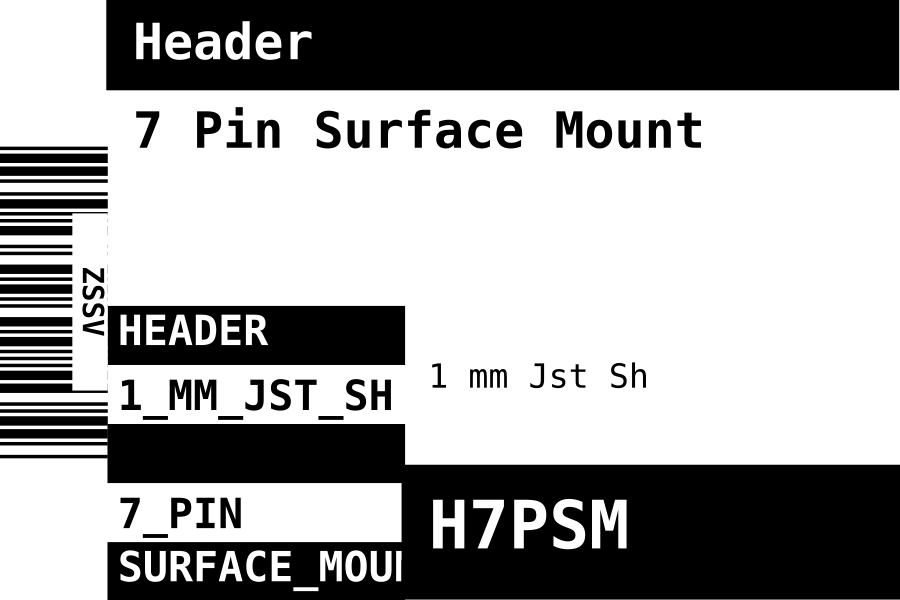 Header
7 Pin Surface Mount
ZSSV
HEADER
1_MM_JST_SH
1 mm Jst Sh
7_PIN
H7PSM
SURFACE_MOU